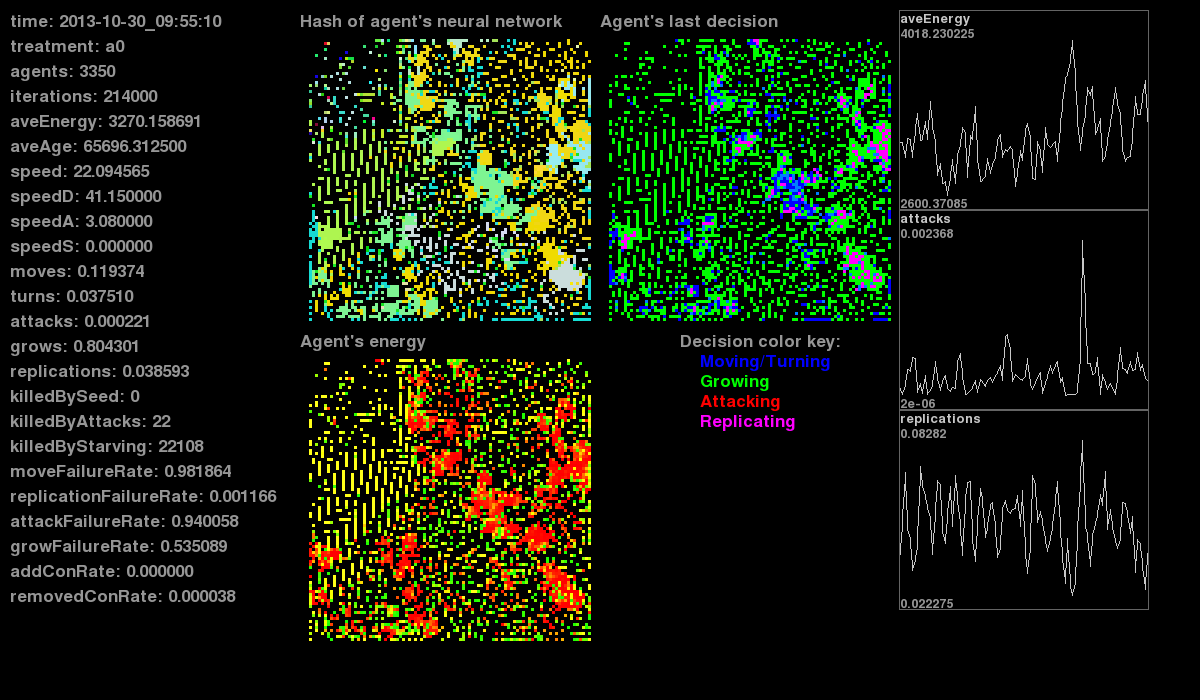 time: 2013-10-30_09:55:10
treatment: a0
agents: 3350
iterations: 214000
aveEnergy: 3270.158691
aveAge: 65696.312500
speed: 22.094565
speedD: 41.150000
speedA: 3.080000
speedS: 0.000000
moves: 0.119374
turns: 0.037510
attacks: 0.000221
grows: 0.804301
replications: 0.038593
killedBySeed: 0
killedByAttacks: 22
killedByStarving: 22108
moveFailureRate: 0.981864
replicationFailureRate: 0.001166
attackFailureRate: 0.940058
growFailureRate: 0.535089
addConRate: 0.000000
removedConRate: 0.000038
Hash of agent's neural network
Agent's last decision
Agent's energy
Decision color key:
Moving/Turning
Growing
Attacking
Replicating
aveEnergy
4018.230225
2600.37085
attacks
0.002368
2e-06
replications
0.08282
0.022275